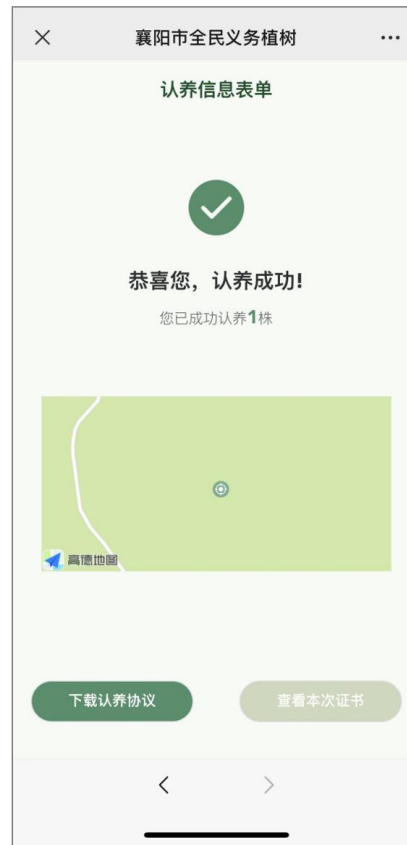 襄阳市全民义务植树
认养信息表单
恭喜您，认养成功!
您已成功认养1株
高德地图
下载认养协议
查看本次证书